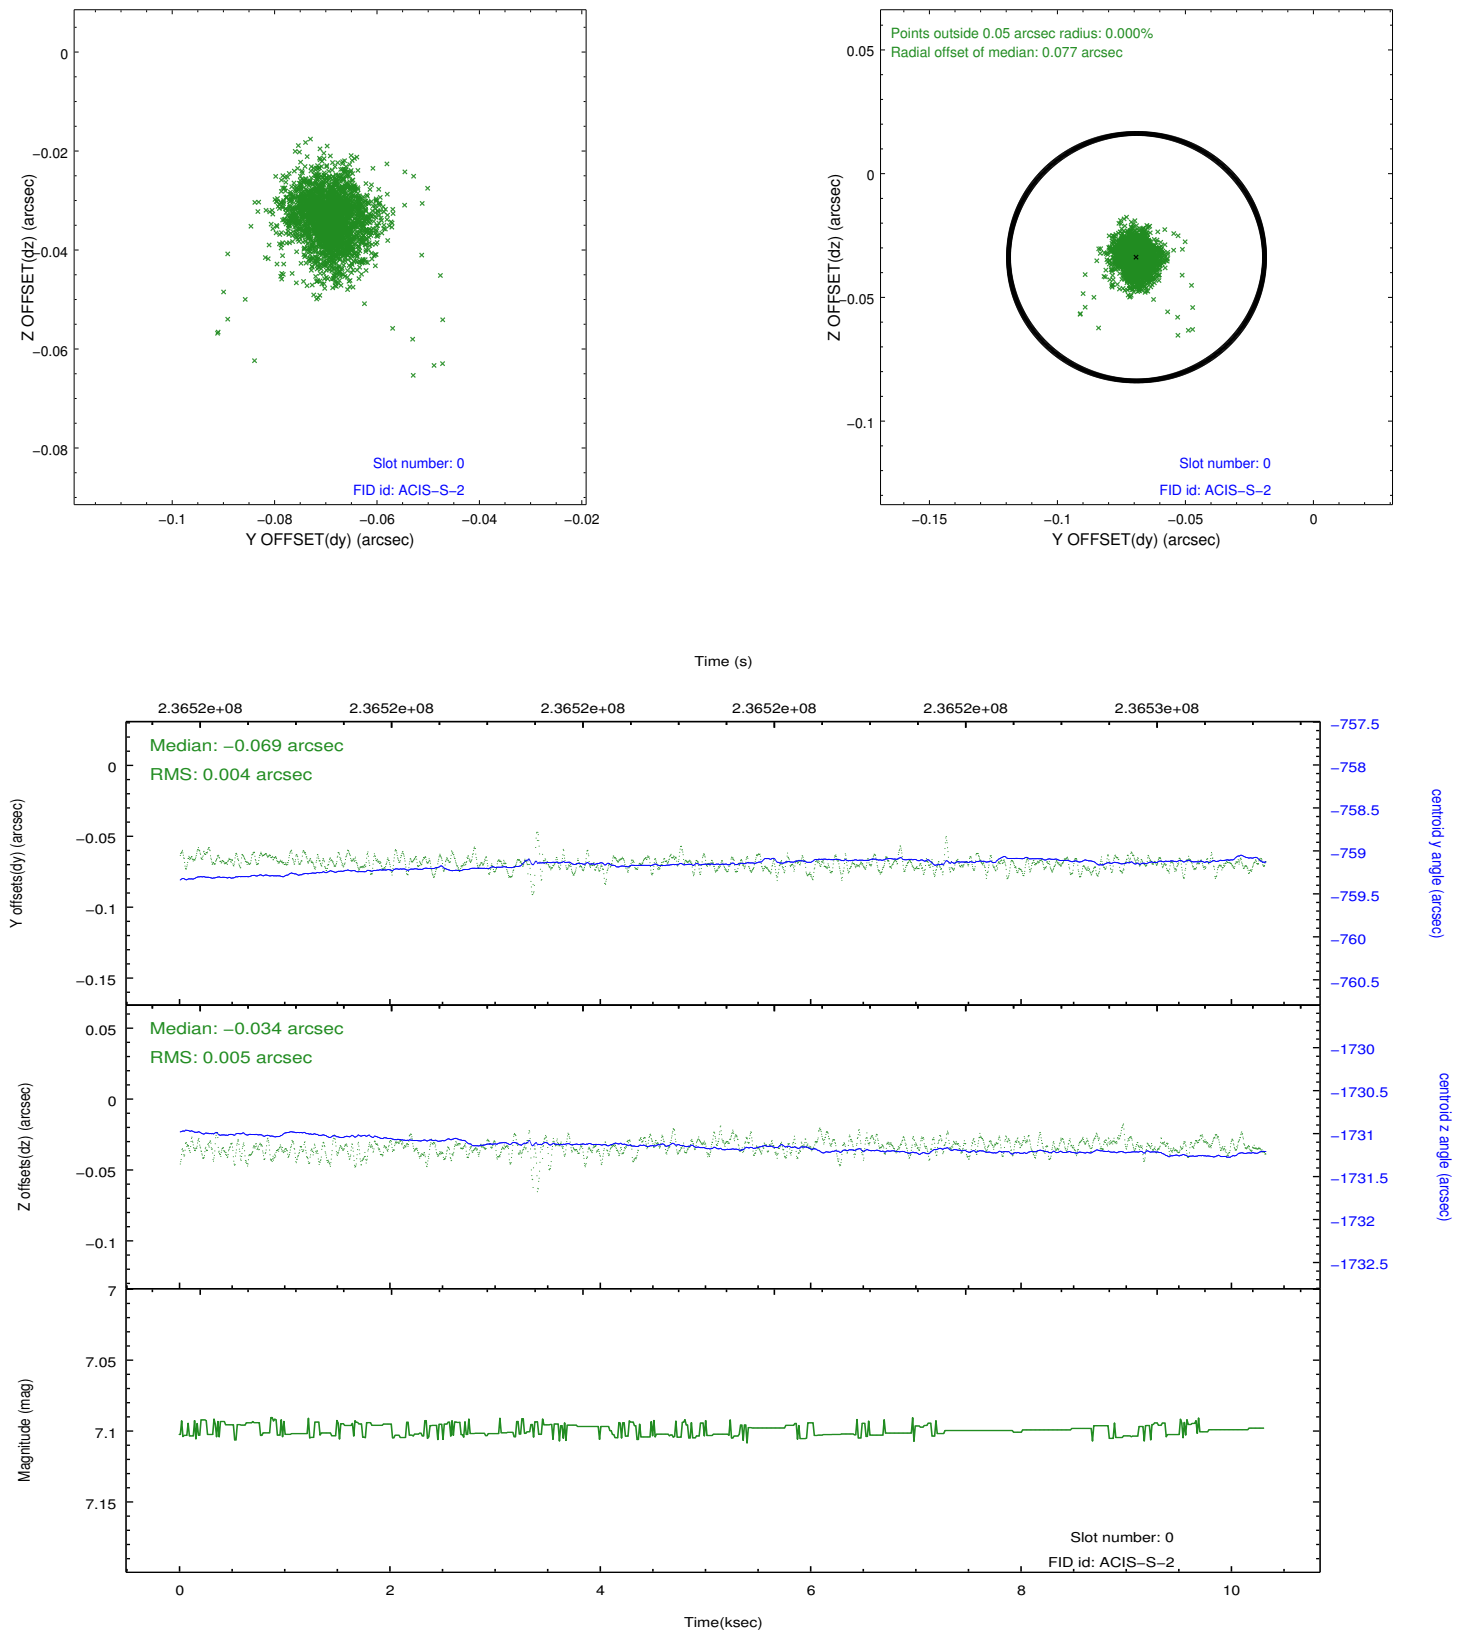 0
−0.02
−0.04
−0.06
−0.08
Z OFFSET(dz) (arcsec)
Slot number: 0
FID id: ACIS−S−2
−0.1
−0.08
−0.06
−0.04
−0.02
Y OFFSET(dy) (arcsec)
Points outside 0.05 arcsec radius: 0.000%
Radial offset of median: 0.077 arcsec
0.05
0
−0.05
−0.1
Z OFFSET(dz) (arcsec)
Slot number: 0
FID id: ACIS−S−2
−0.15
−0.1
−0.05
0
Y OFFSET(dy) (arcsec)
Time (s)
2.3652e+08
2.3652e+08
2.3652e+08
2.3652e+08
2.3652e+08
2.3653e+08
Median: −0.069 arcsec
RMS: 0.004 arcsec
0
−0.05
−0.1
−0.15
Y offsets(dy) (arcsec)
−757.5
−758
−758.5
−759
−759.5
−760
−760.5
centroid y angle (arcsec)
Median: −0.034 arcsec
RMS: 0.005 arcsec
0.05
0
−0.05
−0.1
Z offsets(dz) (arcsec)
−1730
−1730.5
−1731
−1731.5
−1732
−1732.5
centroid z angle (arcsec)
7
7.05
7.1
7.15
Magnitude (mag)
Slot number: 0
FID id: ACIS−S−2
0
2
4
6
8
10
Time(ksec)